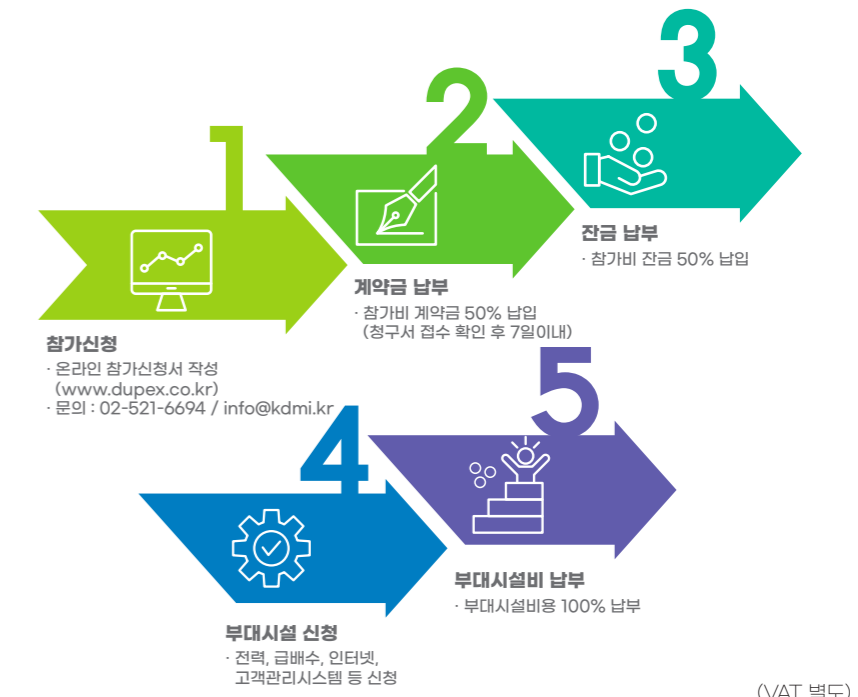 1
참가신청
· 온라인 참가신청서 작성
(www.dupex.co.kr)
· 문의 : 02-521-6694 / info@kdmi.kr
2
계약금 납부
· 참가비 계약금 50% 납입
(청구서 접수 확인 후 7일이내)
3
잔금 납부
· 참가비 잔금 50% 납입
4
부대시설 신청
· 전력, 급배수, 인터넷,
고객관리시스템 등 신청
5
부대시설비 납부
· 부대시설비용 100% 납부
(VAT 별도)